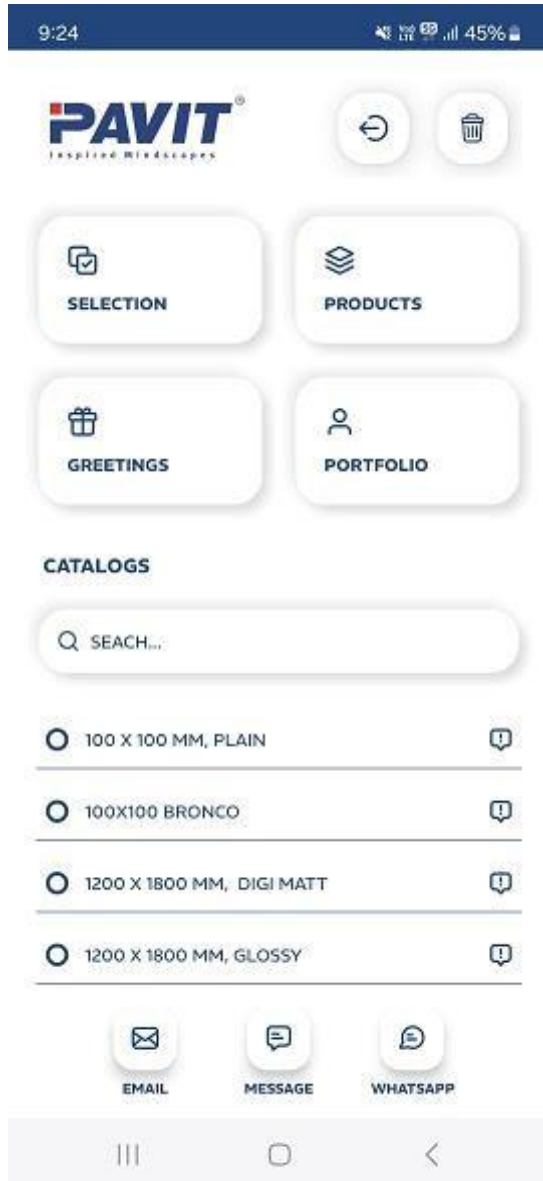 9:24 45%
PAVIT®
Inspired Mindscapes
SELECTION PRODUCTS
GREETINGS PORTFOLIO
CATALOGS
SEACH...
100 X 100 MM, PLAIN
100X100 BRONCO
1200 X 1800 MM, DIGI MATT
1200 X 1800 MM, GLOSSY
EMAIL MESSAGE WHATSAPP